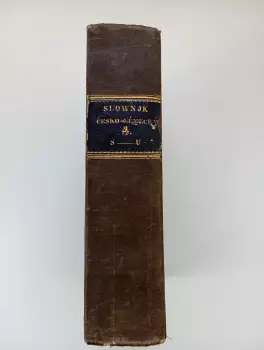 SLOWNJK
ČESKO-NĚMECKÝ
4.
S — U